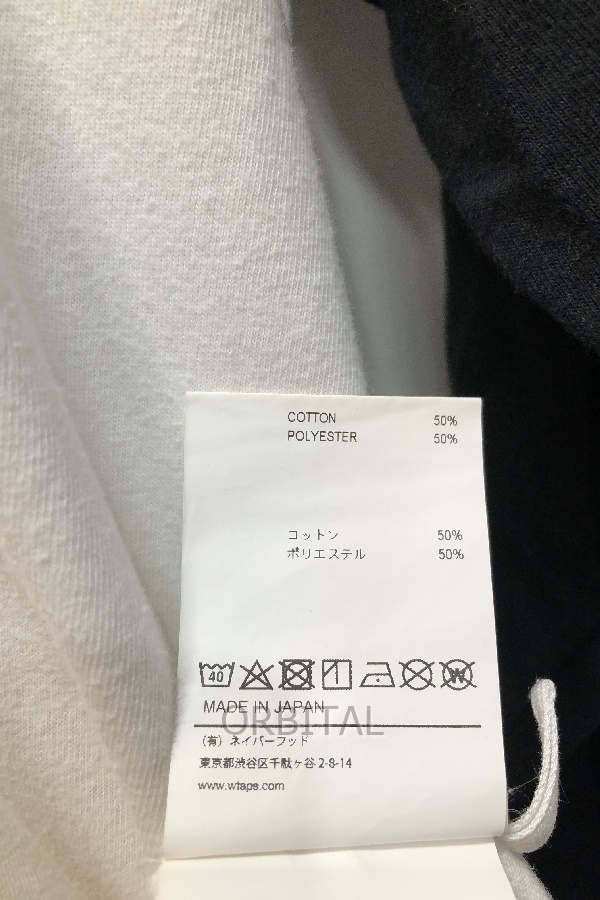 COTTON 50%
POLYESTER 50%
コットン 50%
ポリエステル 50%
40
W
MADE IN JAPAN
ORBITAL
（有）ネイバーフッド
東京都渋谷区千駄ヶ谷 2-8-14
www.wtaps.com